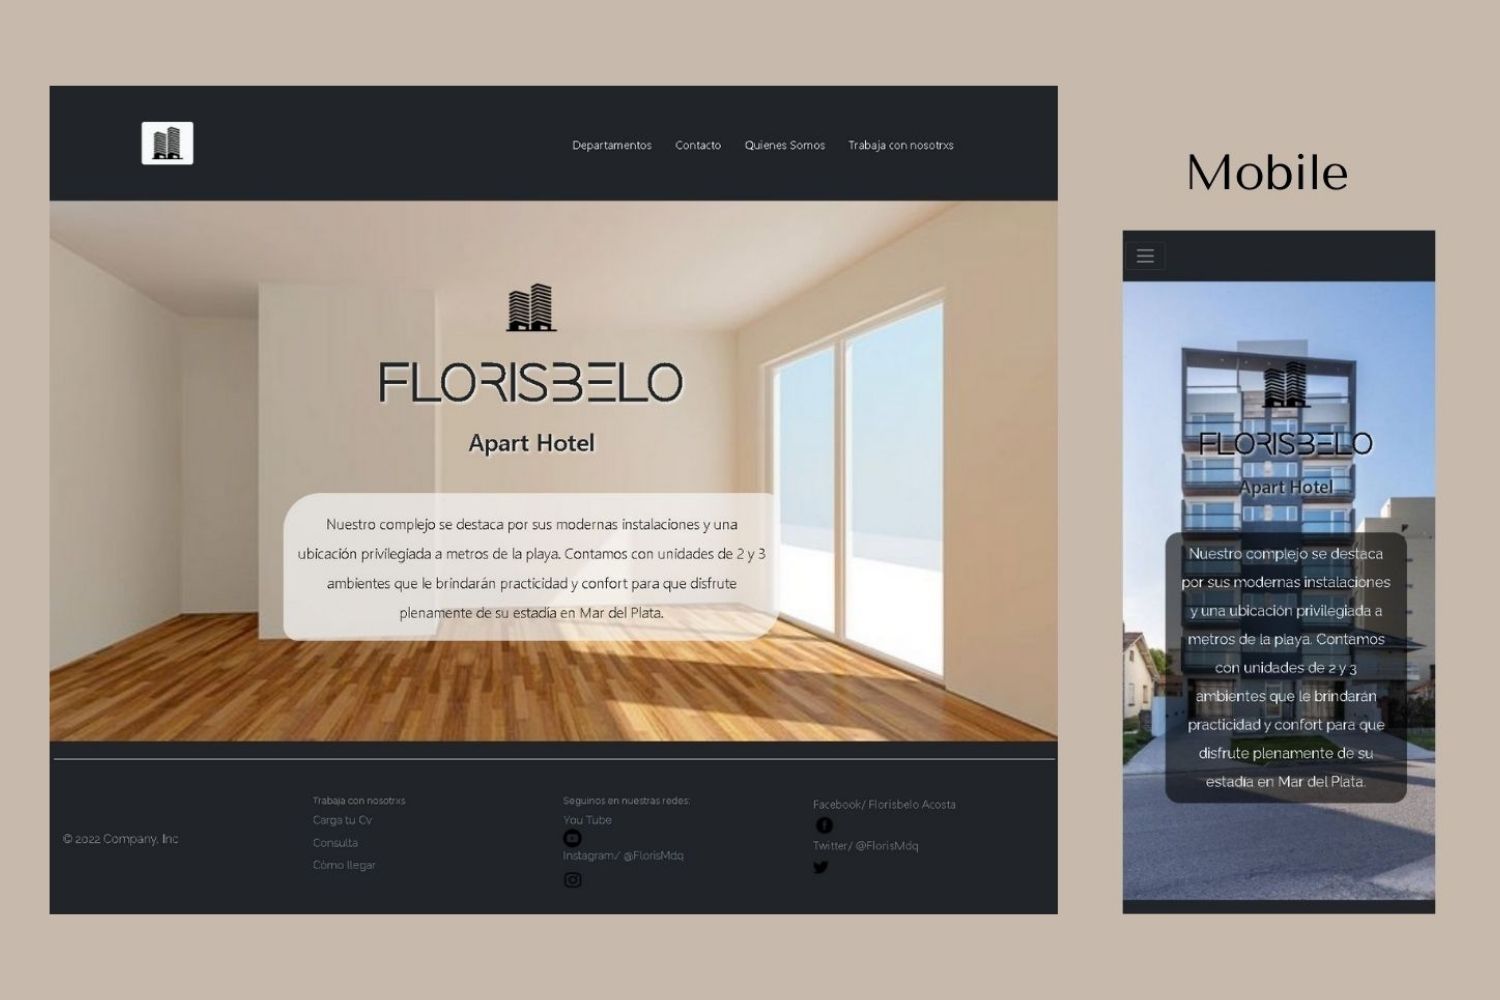 Departamentos
Contacto
Quienes Somos
Trabaja con nosotrxs
FLORISBELO
Apart Hotel
Nuestro complejo se destaca por sus modernas instalaciones y una
ubicación privilegiada a metros de la playa. Contamos con unidades de 2 y 3
ambientes que le brindarán practicidad y confort para que disfrute
plenamente de su estadía en Mar del Plata.
© 2022 Company, Inc
Trabaja con nosotrxs
Carga tu Cv
Consulta
Cómo llegar
Seguinos en nuestras redes:
You Tube
Instagram/ @FlorisMdq
Facebook/ Florisbelo Acosta
Twitter/ @FlorisMdq
Mobile
FLORISBELO
Apart Hotel
Nuestro complejo se destaca
por sus modernas instalaciones
y una ubicación privilegiada a
metros de la playa. Contamos
con unidades de 2 y 3
ambientes que le brindarán
practicidad y confort para que
disfrute plenamente de su
estadía en Mar del Plata.